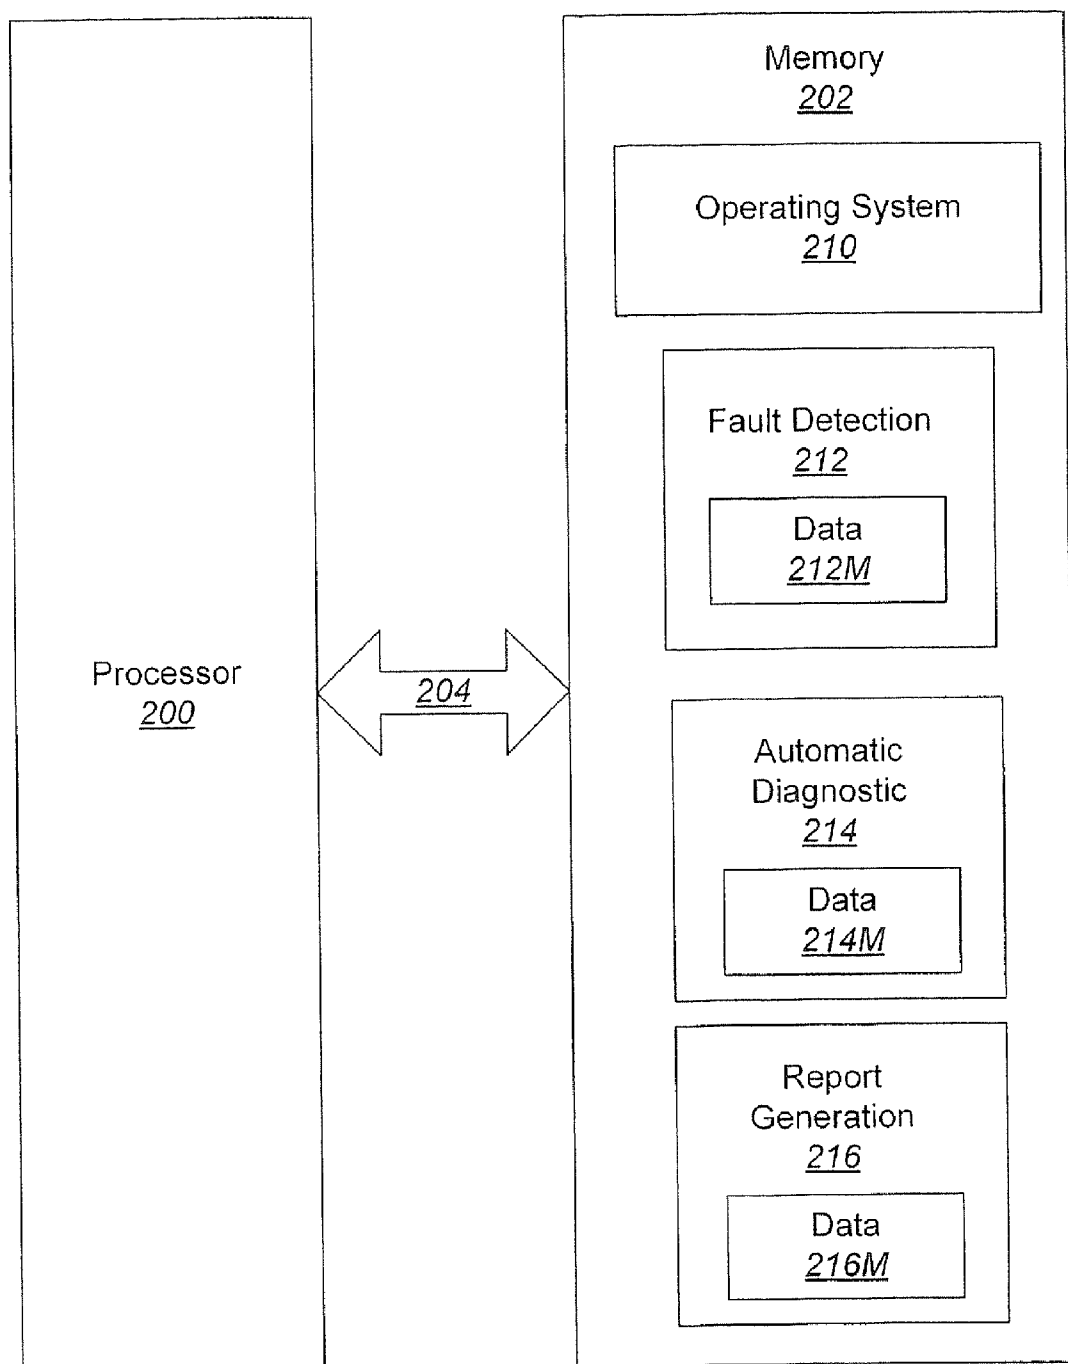 Memory
202
Operating System
210
Fault Detection
212
Data
212M
Processor
200
204
Automatic
Diagnostic
214
Data
214M
Report
Generation
216
Data
216M